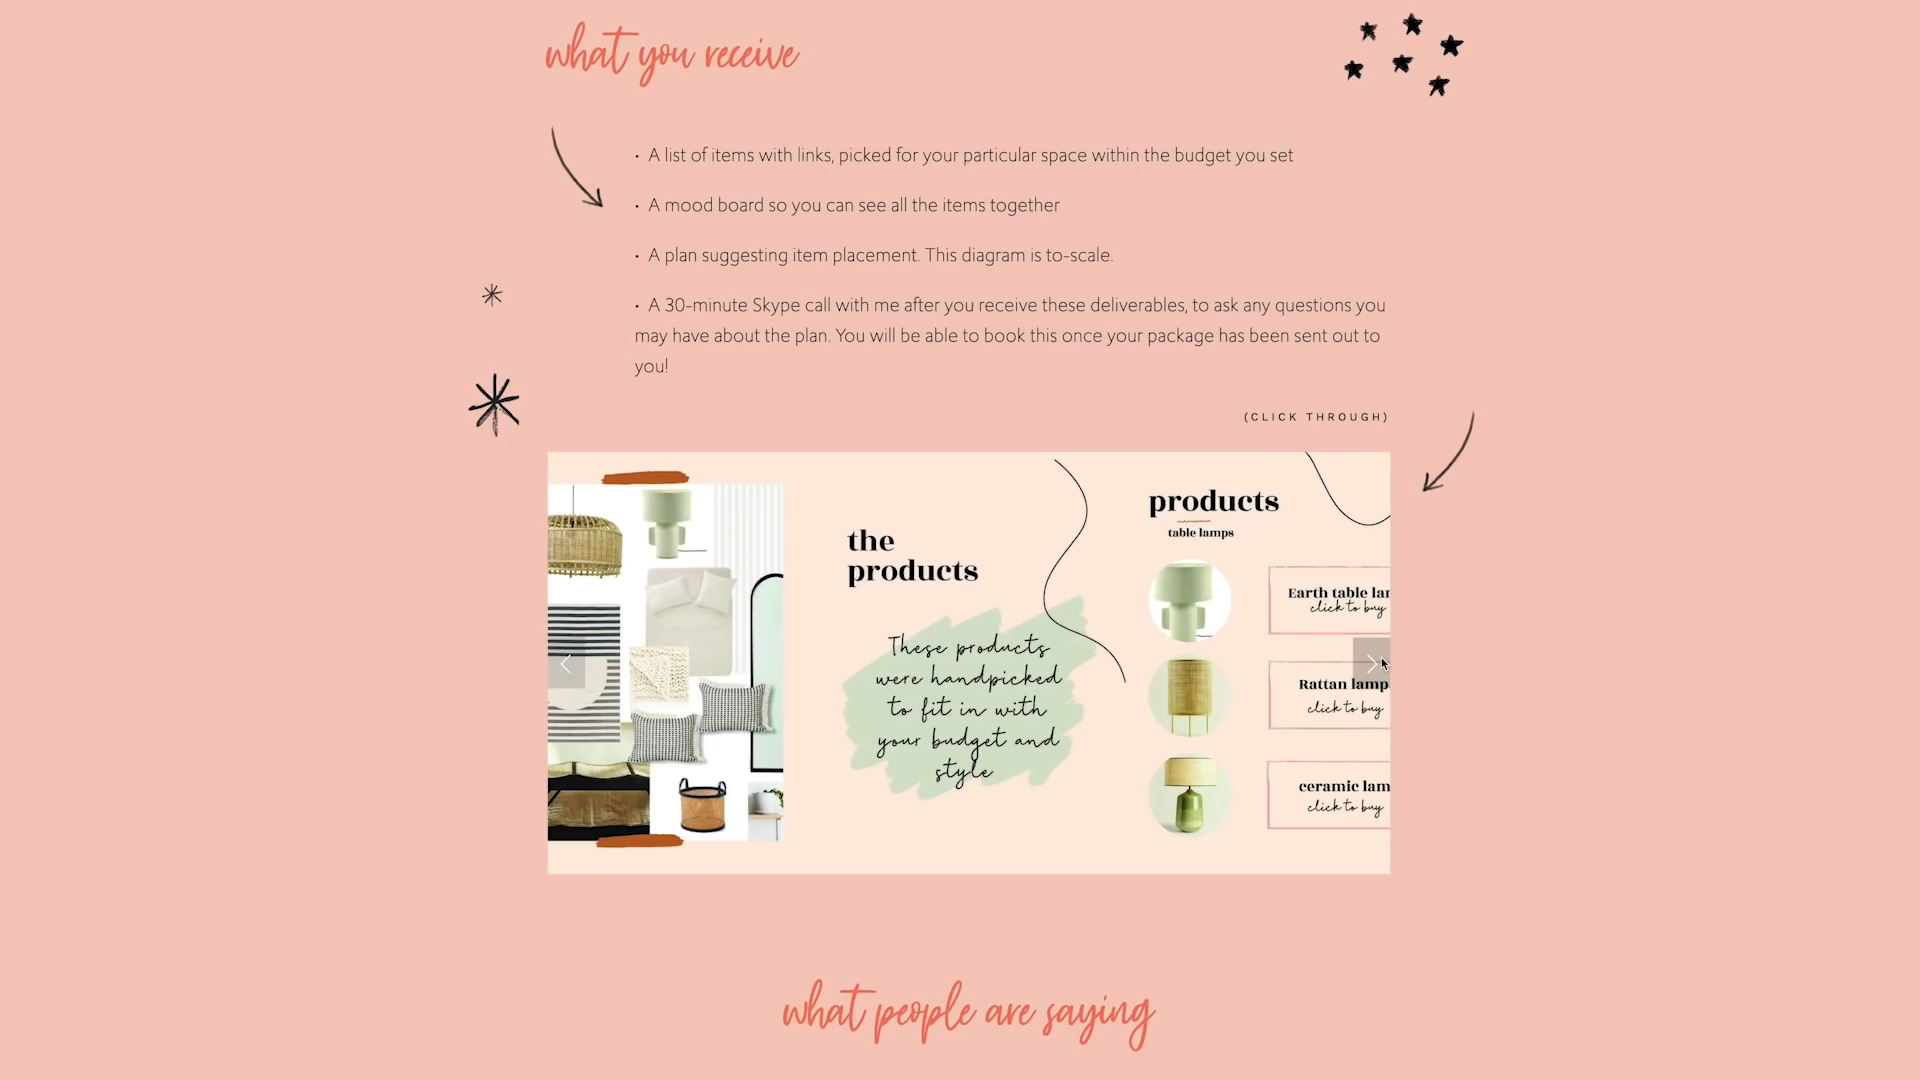 what you receive
• A list of items with links, picked for your particular space within the budget you set
• A mood board so you can see all the items together
• A plan suggesting item placement. This diagram is to-scale.
• A 30-minute Skype call with me after you receive these deliverables, to ask any questions you
may have about the plan. You will be able to book this once your package has been sent out to
you!
(CLICK THROUGH)
the
products
These products
were handpicked
to fit in with
your budget and
style
products
table lamps
Earth table lar
click to buy
Rattan lamp
click to buy
ceramic lam
click to buy
what people are saying